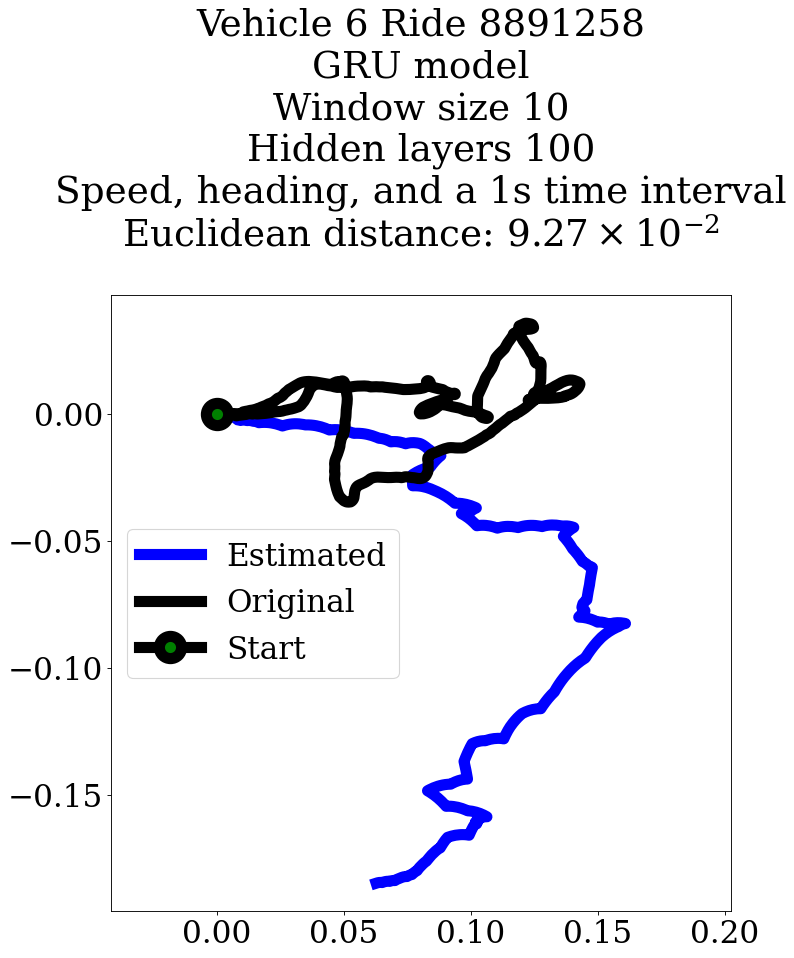 Vehicle 6 Ride 8891258
GRU model
Window size 10
Hidden layers 100
Speed, heading, and a 1s time interval
Euclidean distance: 9.27 × 10⁻²
0.00
−0.05
−0.10
−0.15
Estimated
Original
Start
0.00 0.05 0.10 0.15 0.20